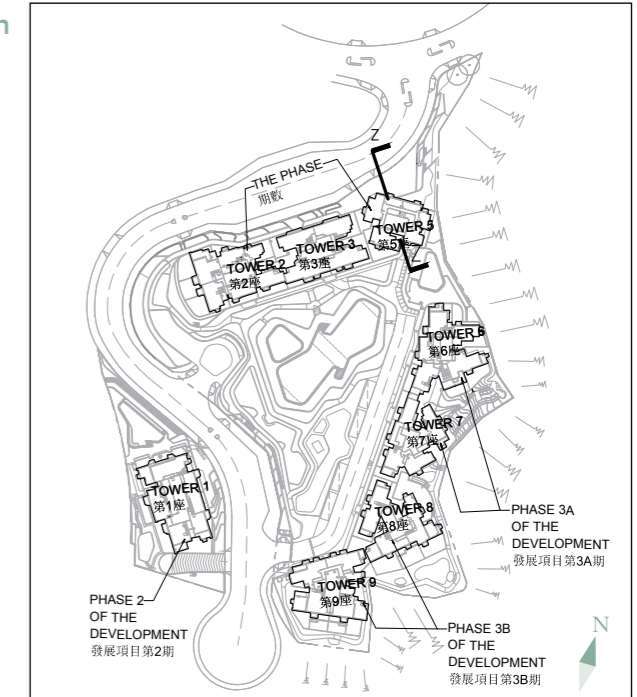 n
Z
THE PHASE
期數
TOWER 5
第5座
Z
TOWER 3
第3座
TOWER 2
第2座
TOWER 6
第6座
TOWER 7
第7座
TOWER 1
第1座
TOWER 8
第8座
PHASE 3A
OF THE
DEVELOPMENT
發展項目第3A期
TOWER 9
第9座
PHASE 2
OF THE
DEVELOPMENT
發展項目第2期
PHASE 3B
OF THE
DEVELOPMENT
發展項目第3B期
N